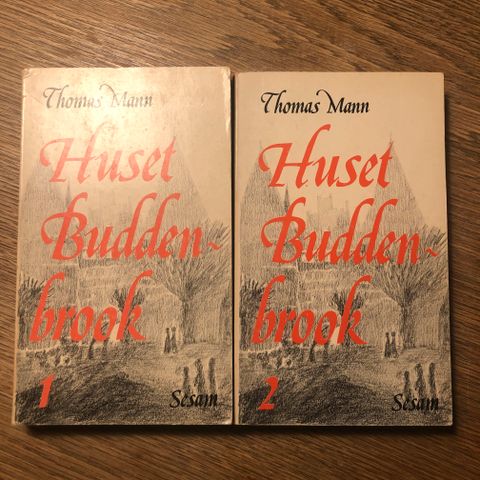 Thomas Mann
Huset
Budden-
brook
1
Sesam
Thomas Mann
Huset
Budden-
brook
2
Sesam